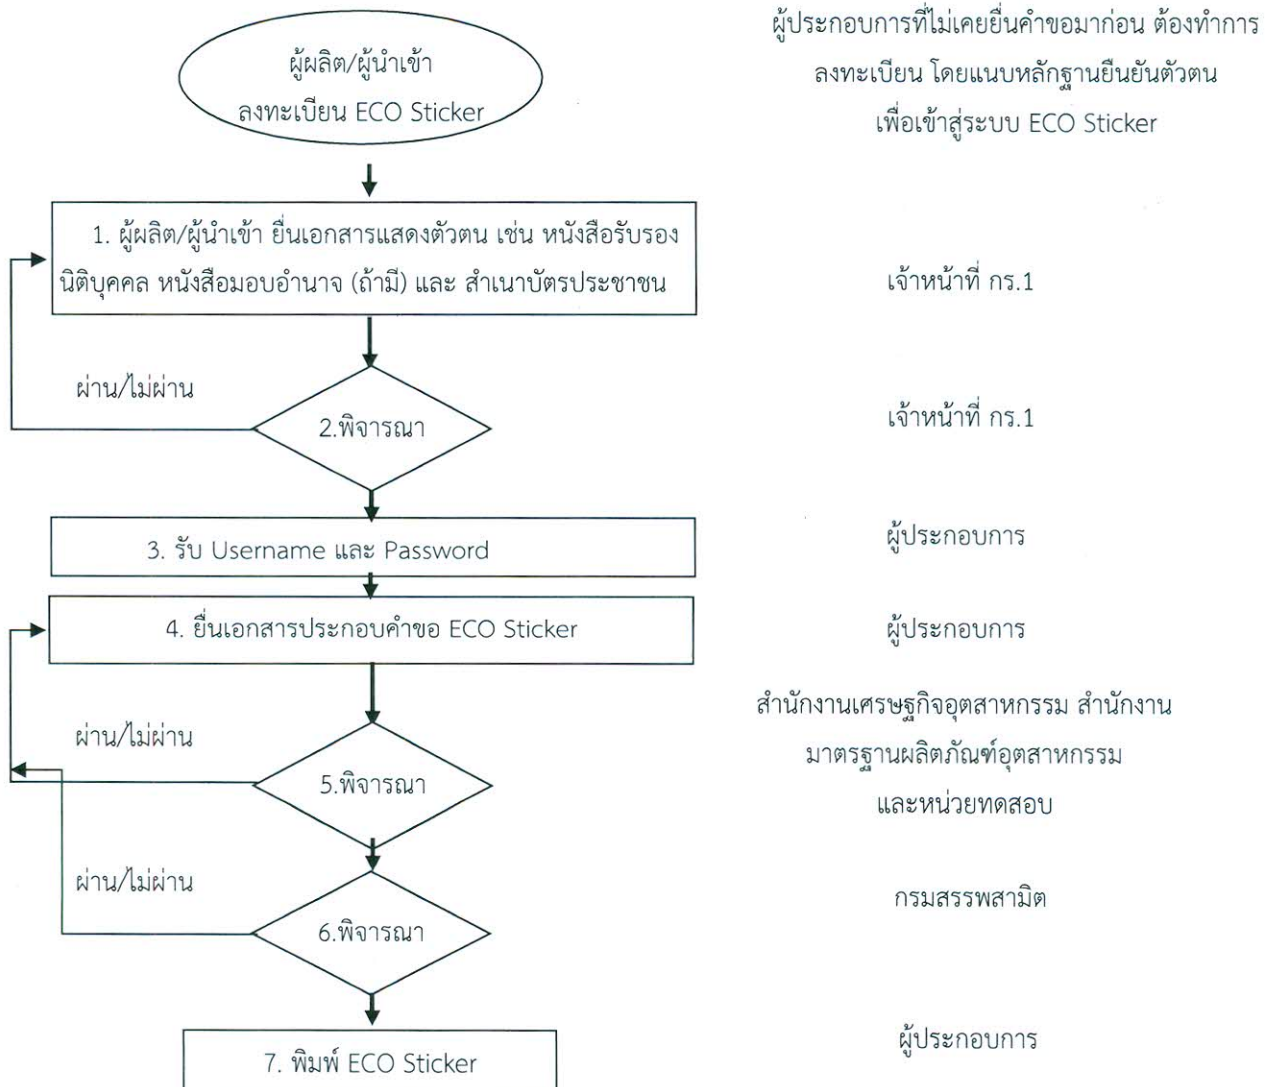 ผู้ผลิต/ผู้นำเข้า
ลงทะเบียน ECO Sticker
ผู้ประกอบการที่ไม่เคยยื่นคำขอมาก่อน ต้องทำการ
ลงทะเบียน โดยแนบหลักฐานยืนยันตัวตน
เพื่อเข้าสู่ระบบ ECO Sticker
1. ผู้ผลิต/ผู้นำเข้า ยื่นเอกสารแสดงตัวตน เช่น หนังสือรับรอง
นิติบุคคล หนังสือมอบอำนาจ (ถ้ามี) และ สำเนาบัตรประชาชน
เจ้าหน้าที่ กร.1
ผ่าน/ไม่ผ่าน
2.พิจารณา
เจ้าหน้าที่ กร.1
3. รับ Username และ Password
ผู้ประกอบการ
4. ยื่นเอกสารประกอบคำขอ ECO Sticker
ผู้ประกอบการ
ผ่าน/ไม่ผ่าน
5.พิจารณา
สำนักงานเศรษฐกิจอุตสาหกรรม สำนักงาน
มาตรฐานผลิตภัณฑ์อุตสาหกรรม
และหน่วยทดสอบ
ผ่าน/ไม่ผ่าน
6.พิจารณา
กรมสรรพสามิต
7. พิมพ์ ECO Sticker
ผู้ประกอบการ